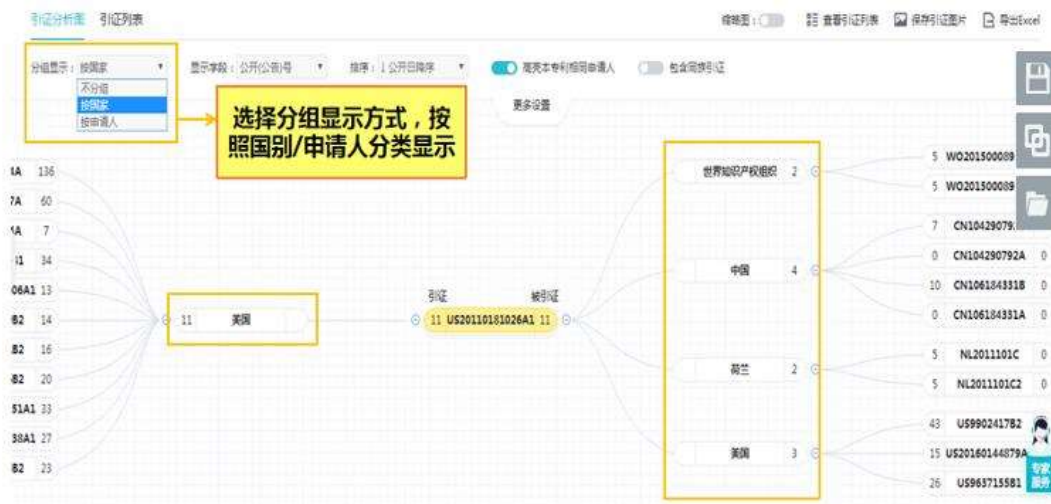 引证分析图 引证列表
缩略图: 查看引证列表 保存引证图片 导出Excel
分组显示: 按国家 显示字段: 公开(公告)号 排序: ↓公开日降序 高亮本专利相同申请人 包含同族引证
不分组
按国家
按申请人
更多设置
选择分组显示方式，按
照国别/申请人分类显示
136
7A 60
7
34
06A1 13
B2 14
B2 16
B2 20
51A1 33
38A1 27
B2 23
11 美国
引证 被引证
11 US20110181026A1 11
世界知识产权组织 2
中国 4
荷兰 2
美国 3
5 WO201500089
5 WO201500089
7 CN10429079
0 CN104290792A 0
10 CN106184331B 0
0 CN106184331A 0
5 NL2011101C 0
5 NL2011101C2 0
43 US9902417B2
15 US20160144879A
26 US9637155B1
专家
服务